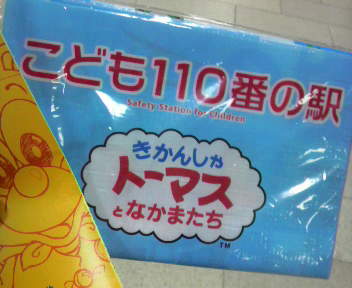 こども110番の駅
Safety Station for Children
きかんしゃ
トーマス
となかまたち
TM